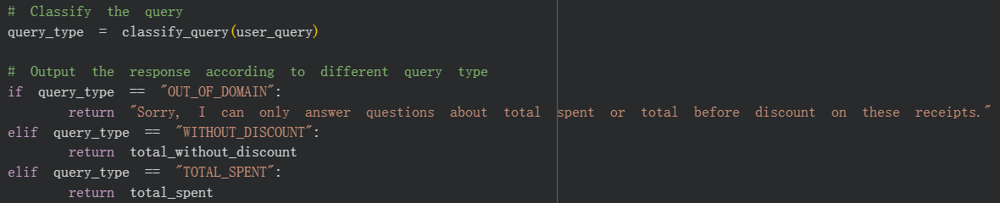 # Classify the query
query_type = classify_query(user_query)
# Output the response according to different query type
if query_type == "OUT_OF_DOMAIN":
return "Sorry, I can only answer questions about total spent or total before discount on these receipts."
elif query_type == "WITHOUT_DISCOUNT":
return total_without_discount
elif query_type == "TOTAL_SPENT":
return total_spent